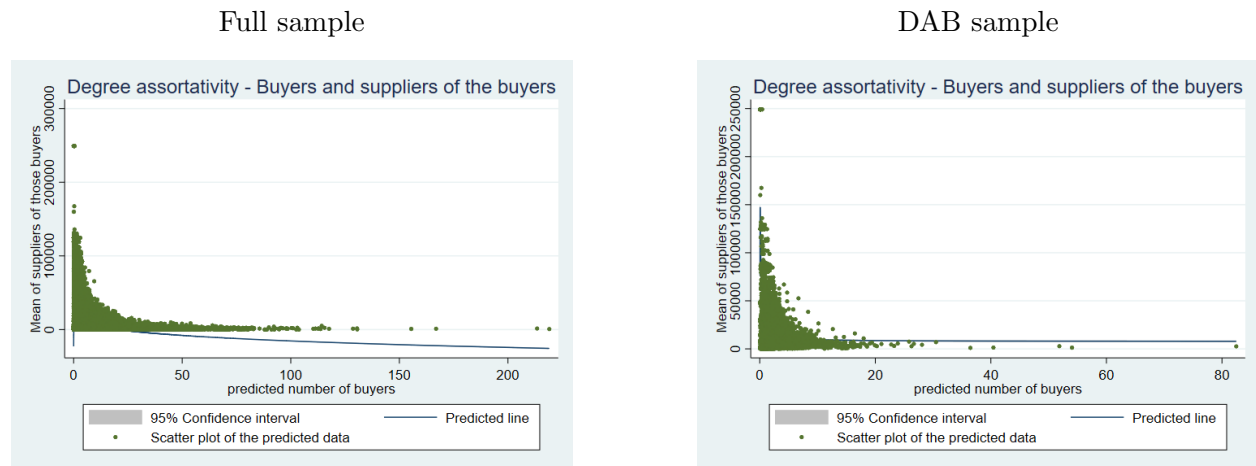 Full sample
Degree assortativity - Buyers and suppliers of the buyers
Mean of suppliers of those buyers
300000
200000
100000
0
0 50 100 150 200
predicted number of buyers
95% Confidence interval Predicted line
Scatter plot of the predicted data
DAB sample
Degree assortativity - Buyers and suppliers of the buyers
Mean of suppliers of those buyers
250000
200000
150000
100000
50000
0
0 20 40 60 80
predicted number of buyers
95% Confidence interval Predicted line
Scatter plot of the predicted data